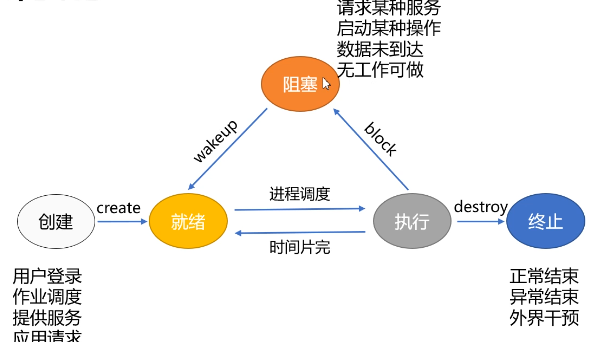 请求某种服务
启动某种操作
数据未到达
无工作可做
阻塞
wakeup
block
创建
create
就绪
进程调度
时间片完
执行
destroy
终止
用户登录
作业调度
提供服务
应用请求
正常结束
异常结束
外界干预